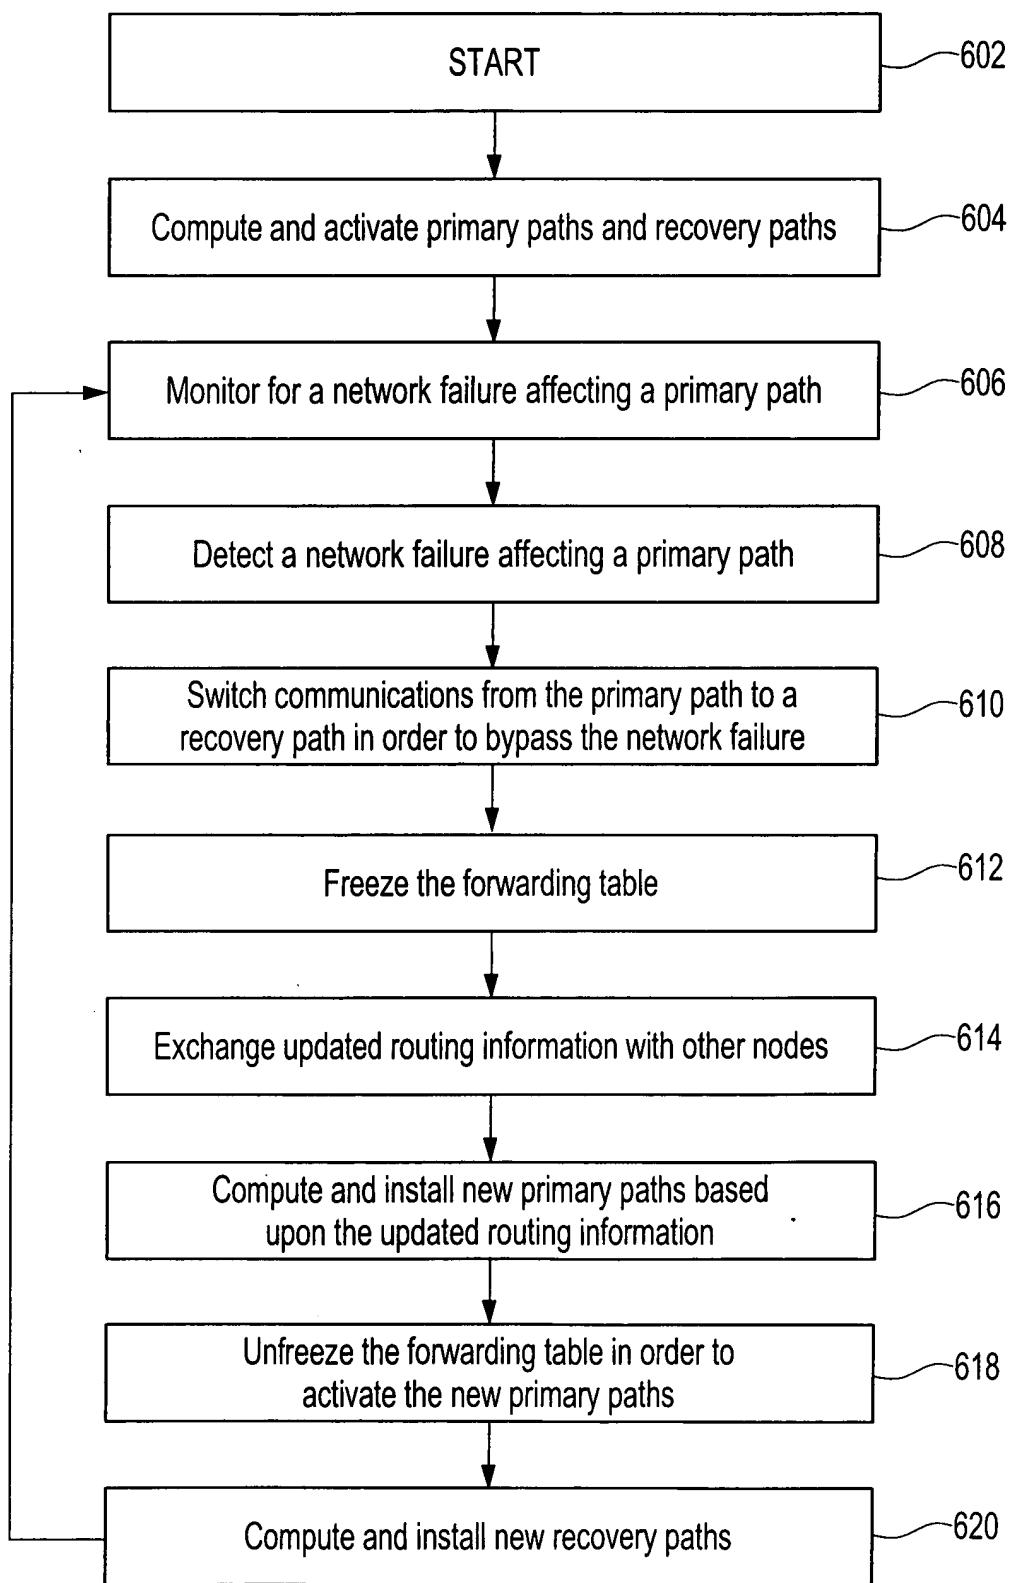 START
602
Compute and activate primary paths and recovery paths
604
Monitor for a network failure affecting a primary path
606
Detect a network failure affecting a primary path
608
Switch communications from the primary path to a
recovery path in order to bypass the network failure
610
Freeze the forwarding table
612
Exchange updated routing information with other nodes
614
Compute and install new primary paths based
upon the updated routing information
616
Unfreeze the forwarding table in order to
activate the new primary paths
618
Compute and install new recovery paths
620